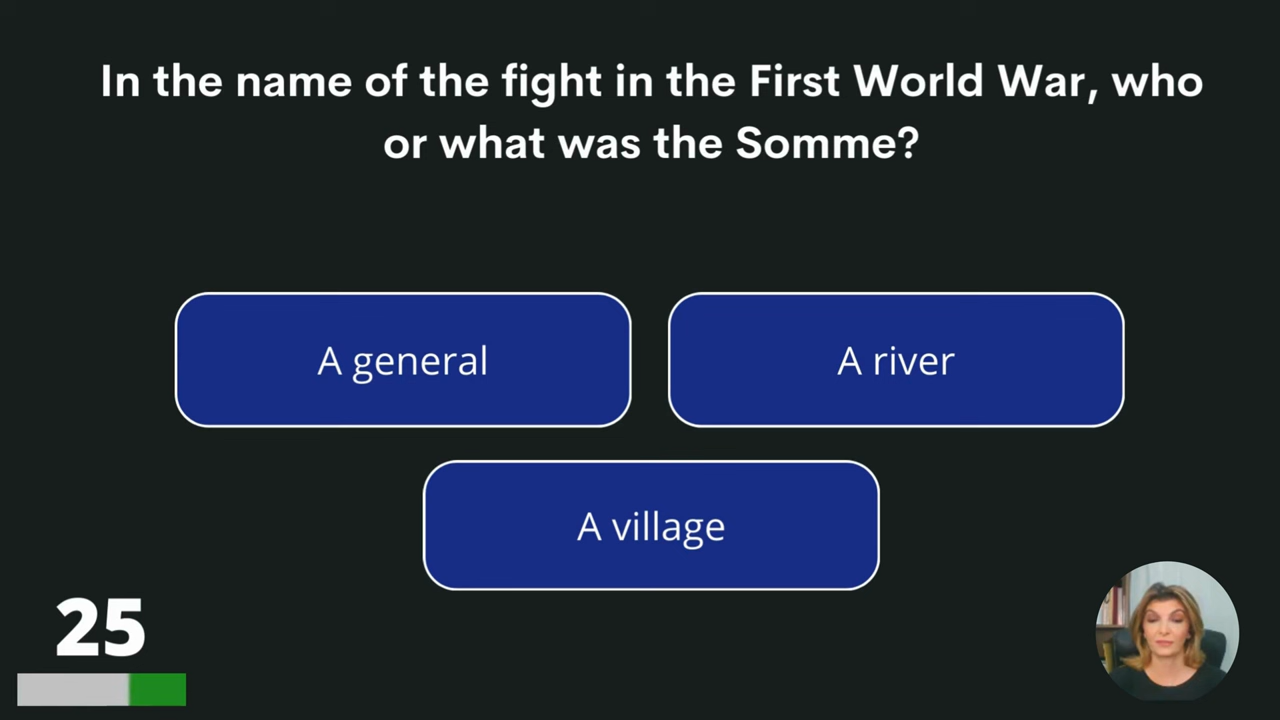 In the name of the fight in the First World War, who
or what was the Somme?
A general
A river
A village
25